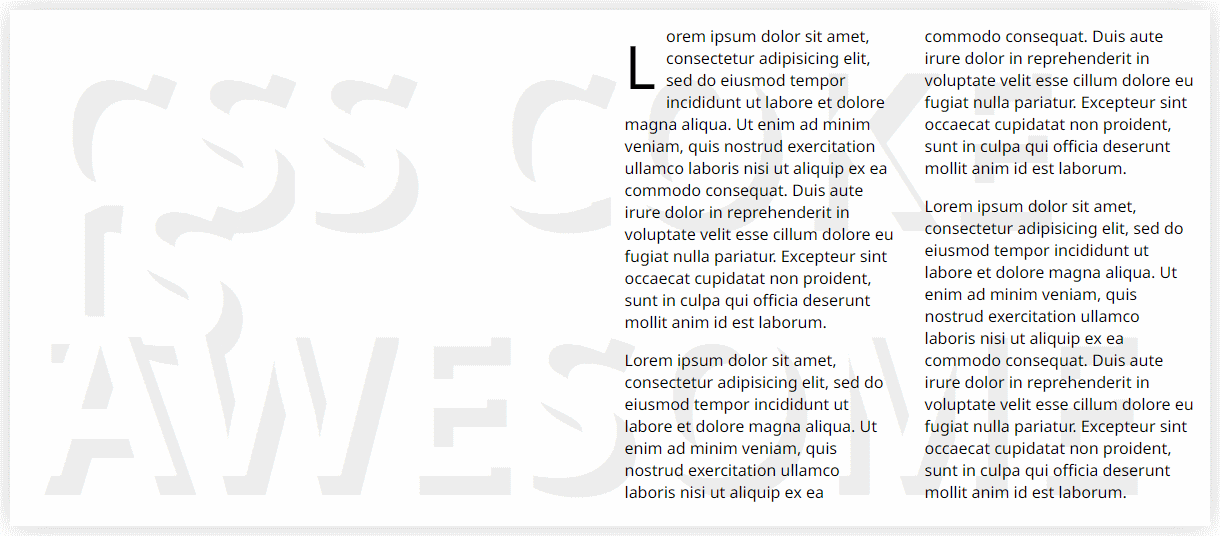 CSS COKE
IS
AWESOME
Lorem ipsum dolor sit amet,
consectetur adipisicing elit,
sed do eiusmod tempor
incididunt ut labore et dolore
magna aliqua. Ut enim ad minim
veniam, quis nostrud exercitation
ullamco laboris nisi ut aliquip ex ea
commodo consequat. Duis aute
irure dolor in reprehenderit in
voluptate velit esse cillum dolore eu
fugiat nulla pariatur. Excepteur sint
occaecat cupidatat non proident,
sunt in culpa qui officia deserunt
mollit anim id est laborum.
Lorem ipsum dolor sit amet,
consectetur adipisicing elit, sed do
eiusmod tempor incididunt ut
labore et dolore magna aliqua. Ut
enim ad minim veniam, quis
nostrud exercitation ullamco
laboris nisi ut aliquip ex ea
commodo consequat. Duis aute
irure dolor in reprehenderit in
voluptate velit esse cillum dolore eu
fugiat nulla pariatur. Excepteur sint
occaecat cupidatat non proident,
sunt in culpa qui officia deserunt
mollit anim id est laborum.
Lorem ipsum dolor sit amet,
consectetur adipisicing elit, sed do
eiusmod tempor incididunt ut
labore et dolore magna aliqua. Ut
enim ad minim veniam, quis
nostrud exercitation ullamco
laboris nisi ut aliquip ex ea
commodo consequat. Duis aute
irure dolor in reprehenderit in
voluptate velit esse cillum dolore eu
fugiat nulla pariatur. Excepteur sint
occaecat cupidatat non proident,
sunt in culpa qui officia deserunt
mollit anim id est laborum.